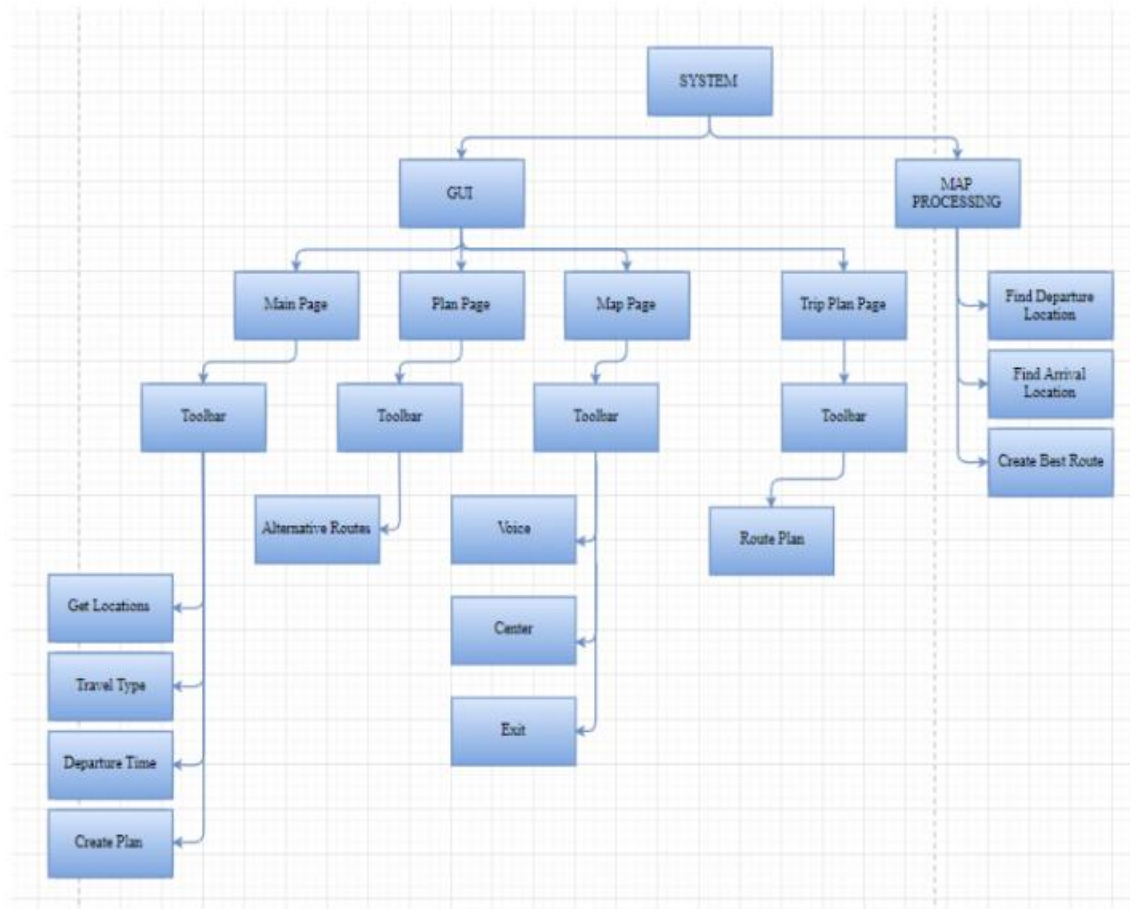 SYSTEM
GUI
MAP
PROCESSING
Main Page
Plan Page
Map Page
Trip Plan Page
Find Departure
Location
Find Arrival
Location
Create Best Route
Toolbar
Toolbar
Toolbar
Toolbar
Alternative Routes
Voice
Route Plan
Get Locations
Center
Travel Type
Exit
Departure Time
Create Plan